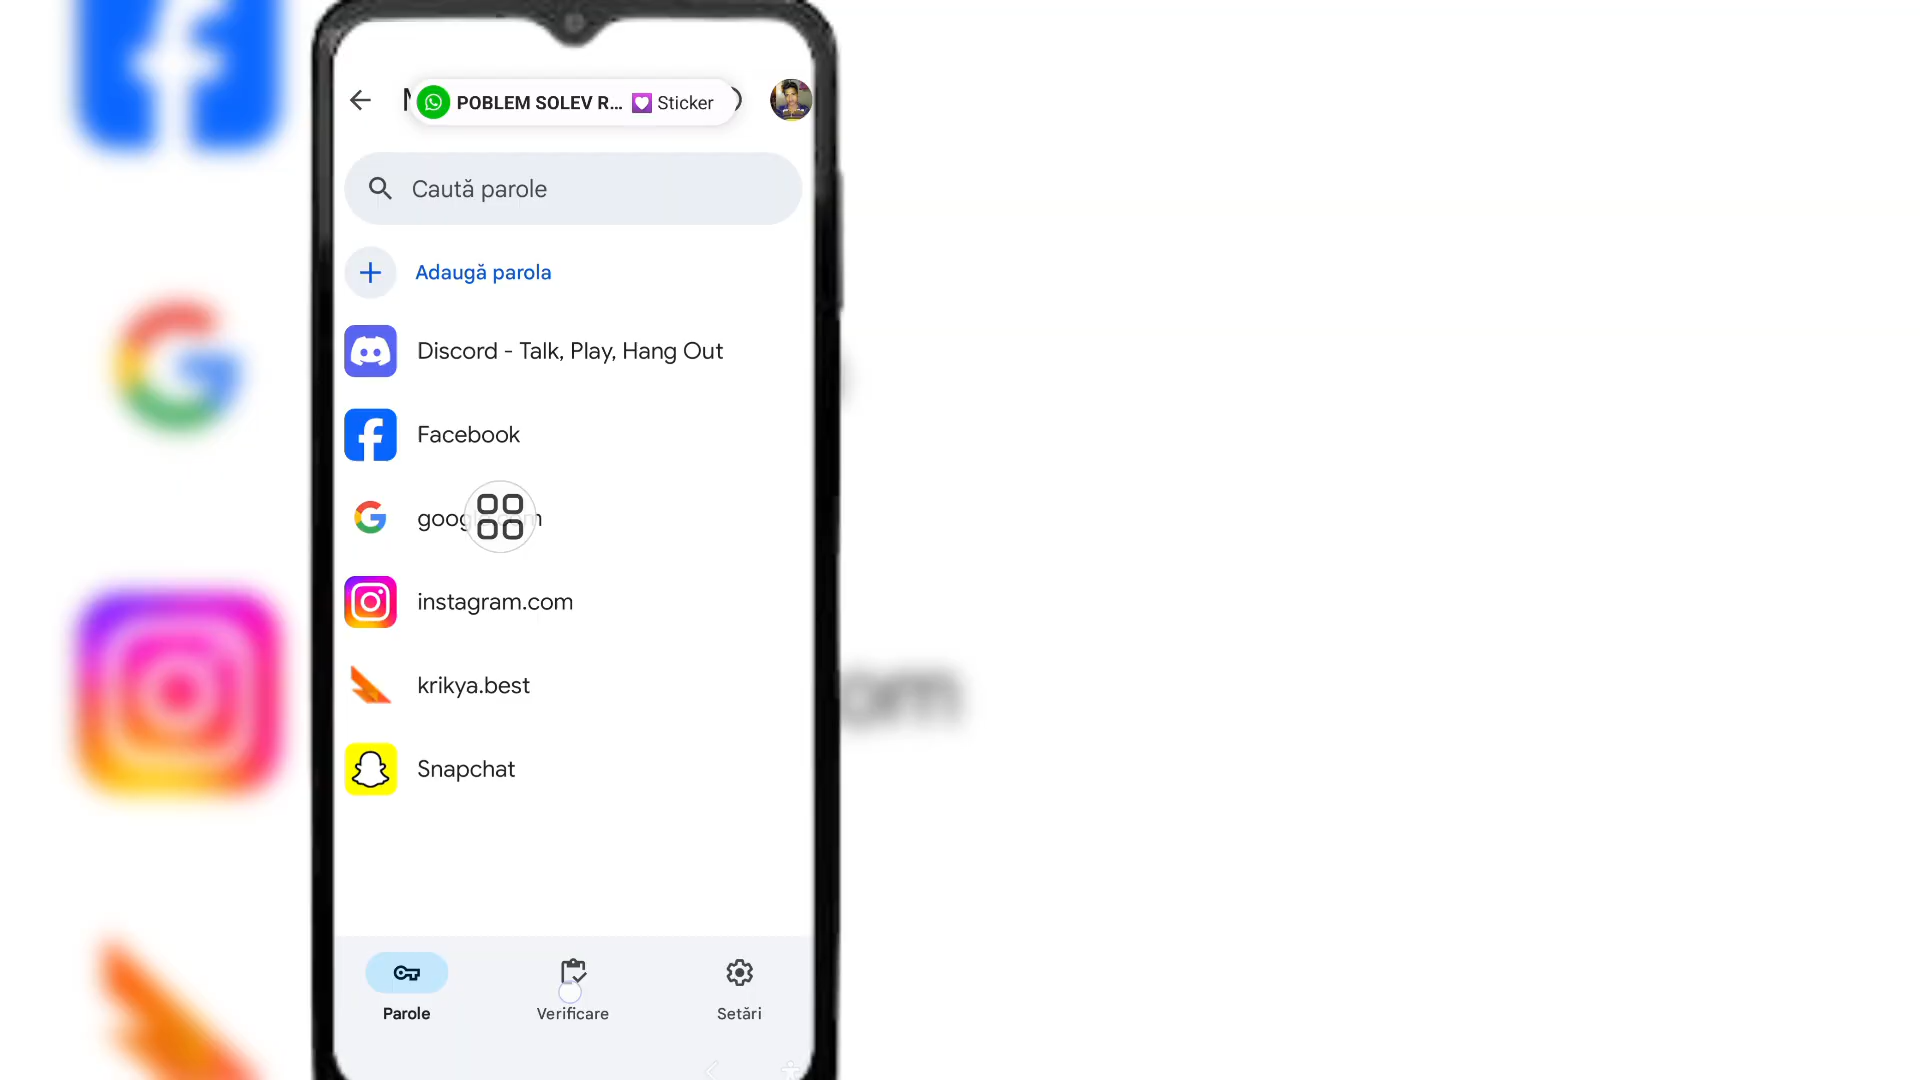 POBLEM SOLEV R... Sticker
Caută parole
Adaugă parola
Discord - Talk, Play, Hang Out
Facebook
instagram.com
krikya.best
Snapchat
Parole
Verificare
Setări
om